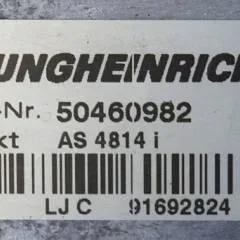 UNGHEINRICH
-Nr. 50460982
kt AS 4814 i
LJ C 91692824